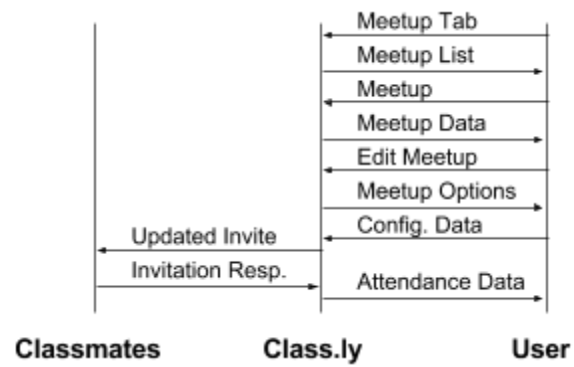 Meetup Tab
Meetup List
Meetup
Meetup Data
Edit Meetup
Meetup Options
Config. Data
Updated Invite
Invitation Resp.
Attendance Data
Classmates Class.ly User